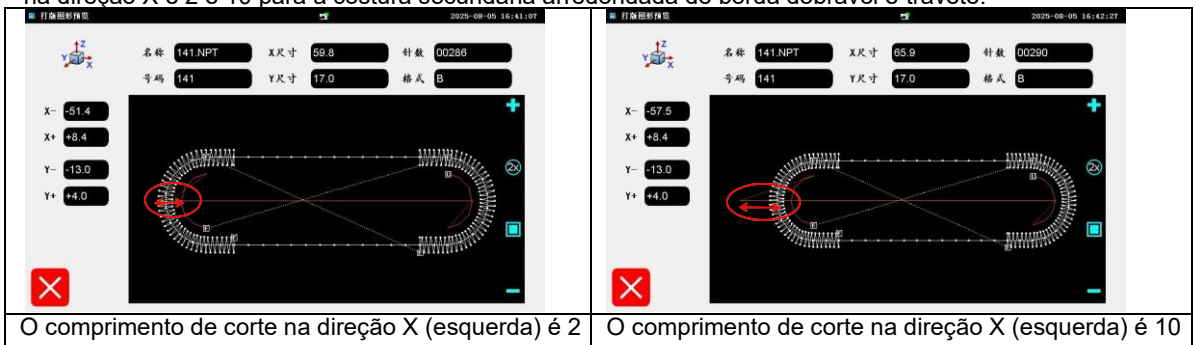 na direção X é 2 e 10 para a costura secundária arredondada de borda dobrável e travete.
打版图形预览 2025-08-05 16:41:07
Z
Y
X
名称 141.NPT X尺寸 59.8 针数 00286
号码 141 Y尺寸 17.0 格式 B
X- -51.4
X+ +8.4
Y- -13.0
Y+ +4.0
2X
打版图形预览 2025-08-05 16:42:27
Z
Y
X
名称 141.NPT X尺寸 65.9 针数 00290
号码 141 Y尺寸 17.0 格式 B
X- -57.5
X+ +8.4
Y- -13.0
Y+ +4.0
2X
O comprimento de corte na direção X (esquerda) é 2
O comprimento de corte na direção X (esquerda) é 10